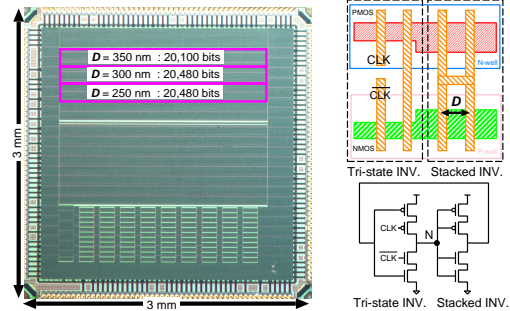 D = 350 nm : 20,100 bits
D = 300 nm : 20,480 bits
D = 250 nm : 20,480 bits
3 mm
3 mm
PMOS
CLK
N-well
CLK
D
NMOS
P-well
Tri-state INV. Stacked INV.
CLK
N
CLK
Tri-state INV. Stacked INV.